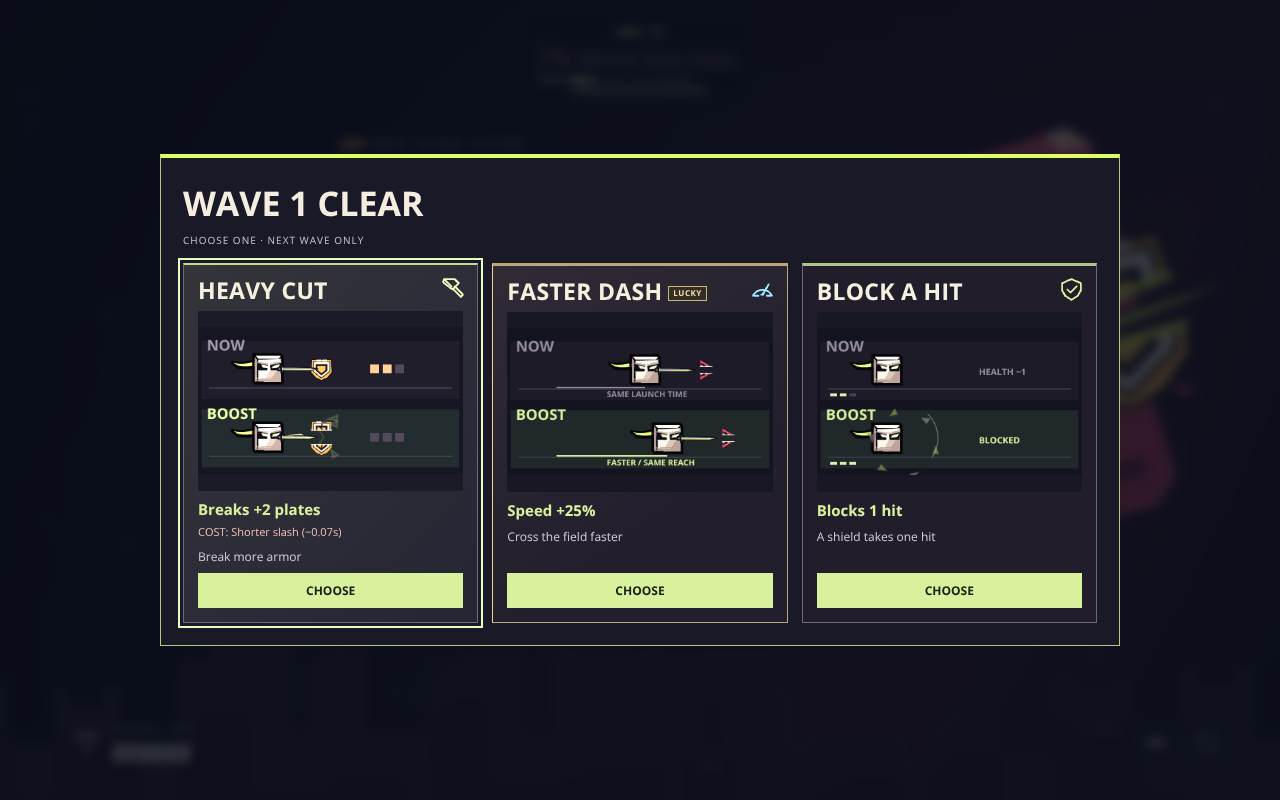 WAVE 1 CLEAR
CHOOSE ONE · NEXT WAVE ONLY
HEAVY CUT
NOW
BOOST
Breaks +2 plates
COST: Shorter slash (−0.07s)
Break more armor
CHOOSE
FASTER DASH LUCKY
NOW
SAME LAUNCH TIME
BOOST
FASTER / SAME REACH
Speed +25%
Cross the field faster
CHOOSE
BLOCK A HIT
NOW
HEALTH −1
BOOST
BLOCKED
Blocks 1 hit
A shield takes one hit
CHOOSE